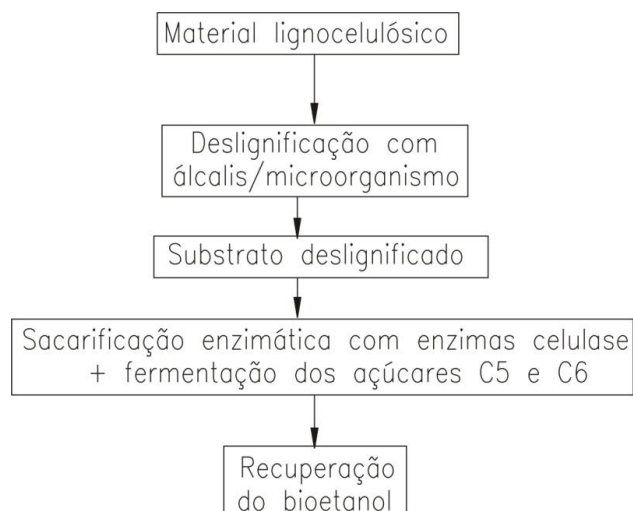 Material lignocelulósico
Deslignificação com
álcalis/microorganismo
Substrato deslignificado
Sacarificação enzimática com enzimas celulase
+ fermentação dos açúcares C5 e C6
Recuperação
do bioetanol